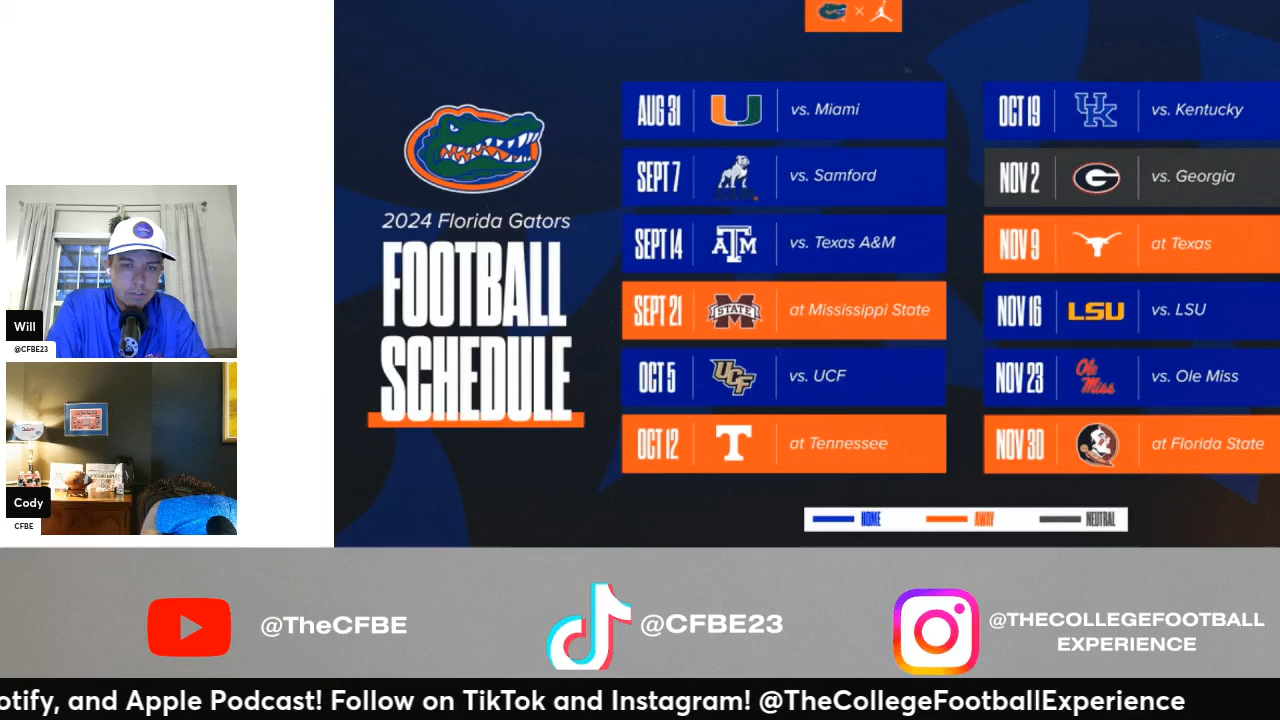 2024 Florida Gators
FOOTBALL
SCHEDULE
AUG 31 vs. Miami
SEPT 7 vs. Samford
SEPT 14 ATM vs. Texas A&M
SEPT 21 STATE at Mississippi State
OCT 5 UCF vs. UCF
OCT 12 T at Tennessee
OCT 19 UK vs. Kentucky
NOV 2 G vs. Georgia
NOV 9 at Texas
NOV 16 LSU vs. LSU
NOV 23 Ole Miss vs. Ole Miss
NOV 30 at Florida State
HOME AWAY NEUTRAL
Will
@CFBE23
Cody
CFBE
@TheCFBE
@CFBE23
@THECOLLEGEFOOTBALL
EXPERIENCE
otify, and Apple Podcast! Follow on TikTok and Instagram! @TheCollegeFootballExperience